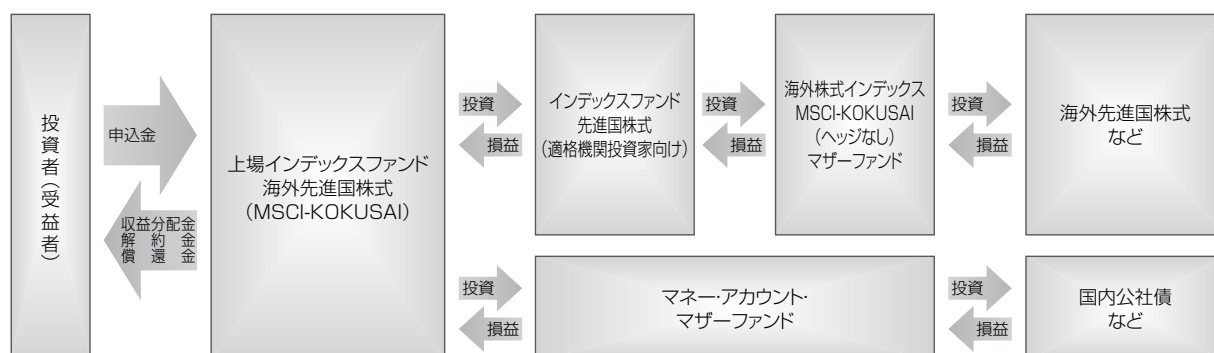 投資者(受益者)
申込金
収益分配金
解約金
償還金
上場インデックスファンド
海外先進国株式
(MSCI-KOKUSAI)
投資
損益
インデックスファンド
先進国株式
(適格機関投資家向け)
投資
損益
海外株式インデックス
MSCI-KOKUSAI
(ヘッジなし)
マザーファンド
投資
損益
海外先進国株式
など
投資
損益
マネー・アカウント・
マザーファンド
投資
損益
国内公社債
など